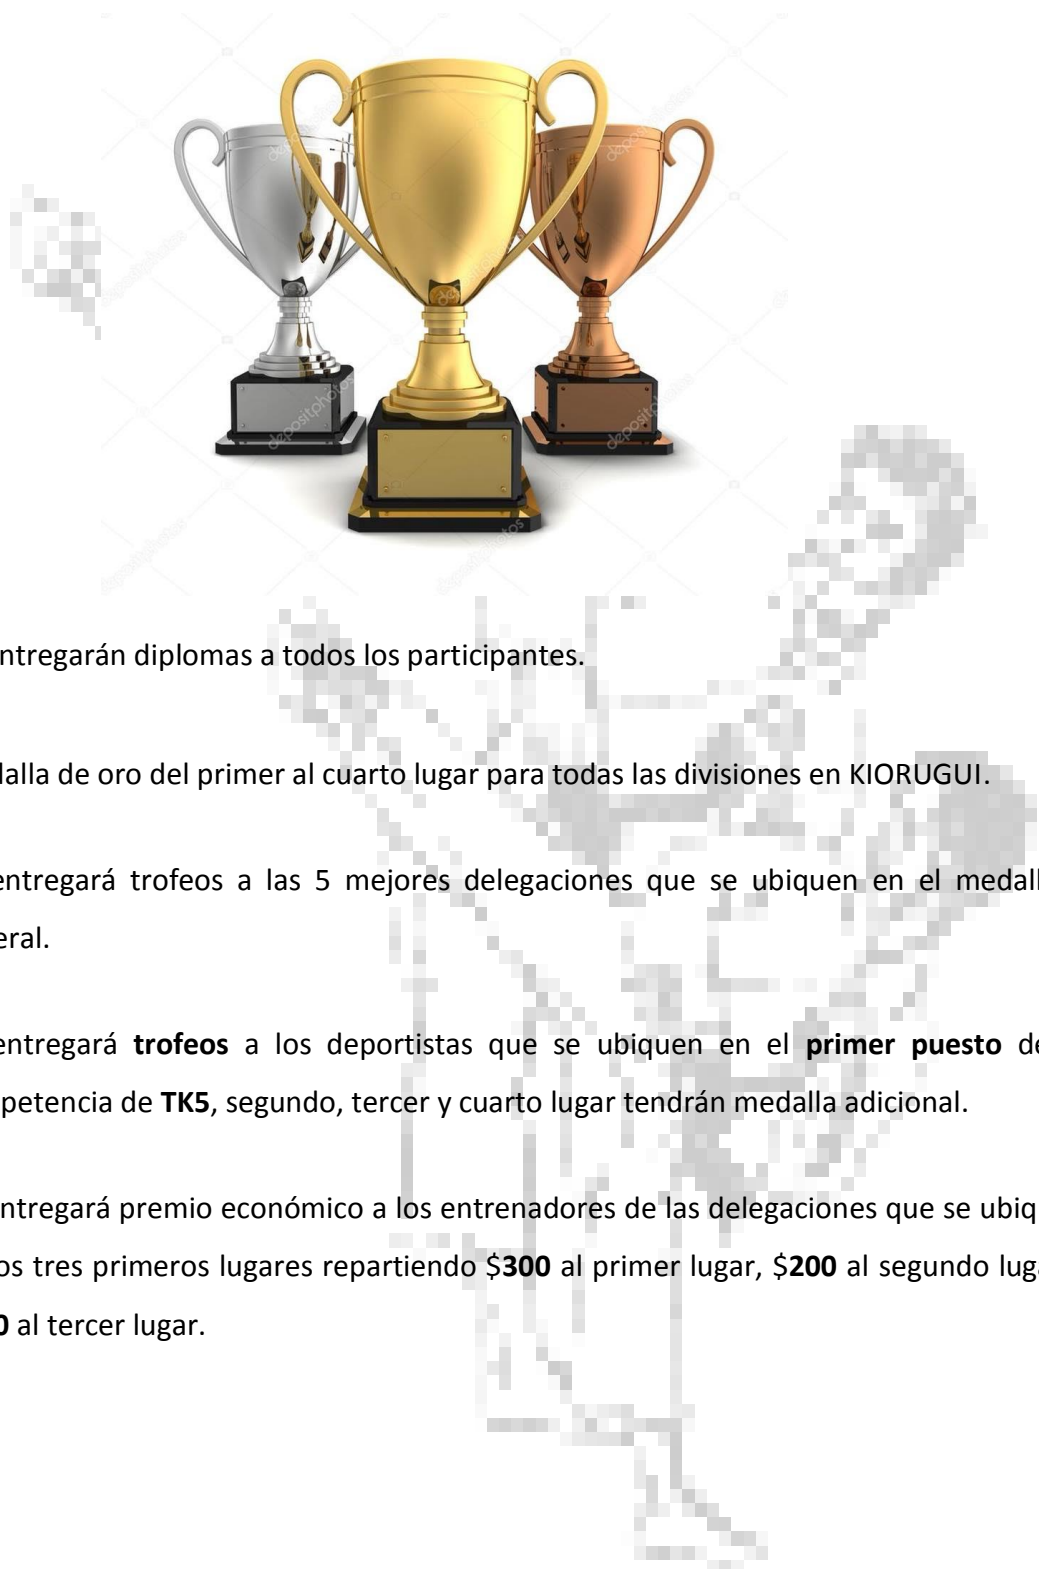 ntregarán diplomas a todos los participantes.
dalla de oro del primer al cuarto lugar para todas las divisiones en KIORUGUI.
entregará trofeos a las 5 mejores delegaciones que se ubiquen en el medall
eral.
entregará trofeos a los deportistas que se ubiquen en el primer puesto de
petencia de TK5, segundo, tercer y cuarto lugar tendrán medalla adicional.
ntregará premio económico a los entrenadores de las delegaciones que se ubiq
os tres primeros lugares repartiendo $300 al primer lugar, $200 al segundo luga
0 al tercer lugar.